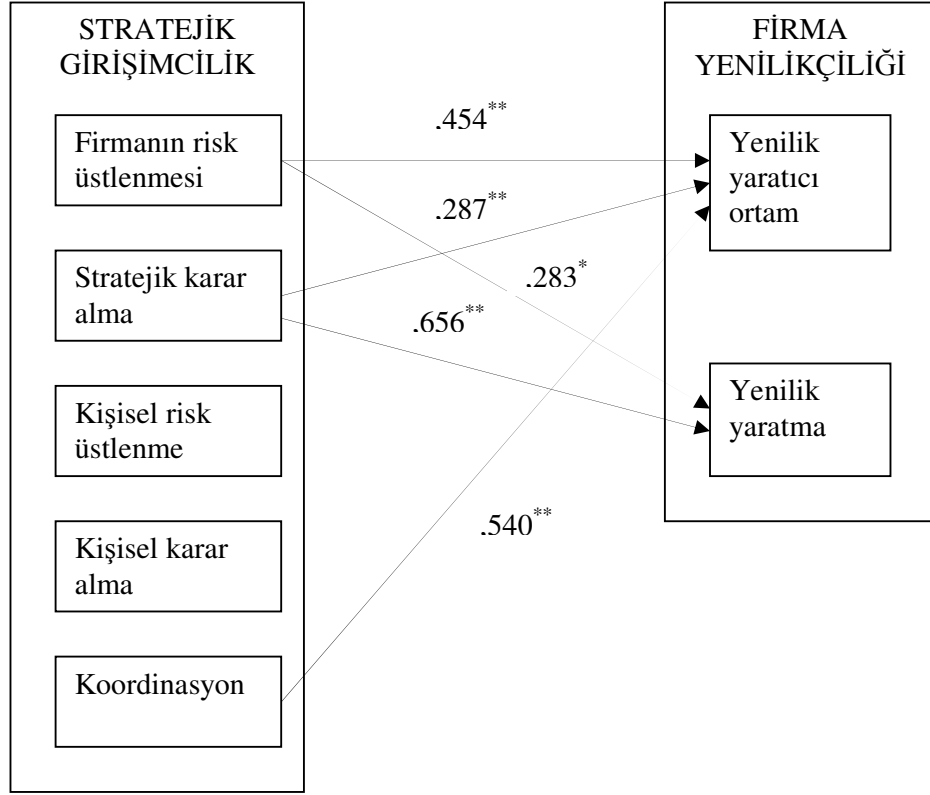 STRATEJİK
GİRİŞİMCİLİK
Firmanın risk
üstlenmesi
Stratejik karar
alma
Kişisel risk
üstlenme
Kişisel karar
alma
Koordinasyon
.454**
.287**
.283*
.656**
.540**
FİRMA
YENİLİKÇİLİĞİ
Yenilik
yaratıcı
ortam
Yenilik
yaratma